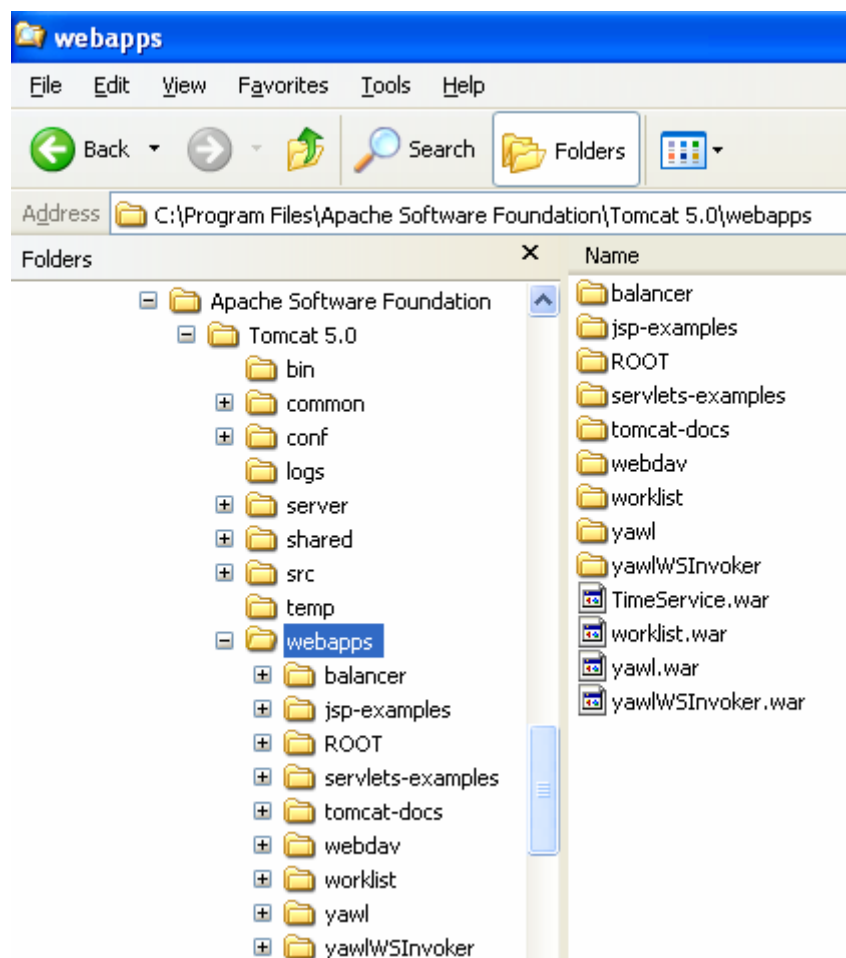 webapps
File Edit View Favorites Tools Help
Back Search Folders
Address C:\Program Files\Apache Software Foundation\Tomcat 5.0\webapps
Folders
Apache Software Foundation
Tomcat 5.0
bin
common
conf
logs
server
shared
src
temp
webapps
balancer
jsp-examples
ROOT
servlets-examples
tomcat-docs
webdav
worklist
yawl
yawlWSInvoker
Name
balancer
jsp-examples
ROOT
servlets-examples
tomcat-docs
webdav
worklist
yawl
yawlWSInvoker
TimeService.war
worklist.war
yawl.war
yawlWSInvoker.war